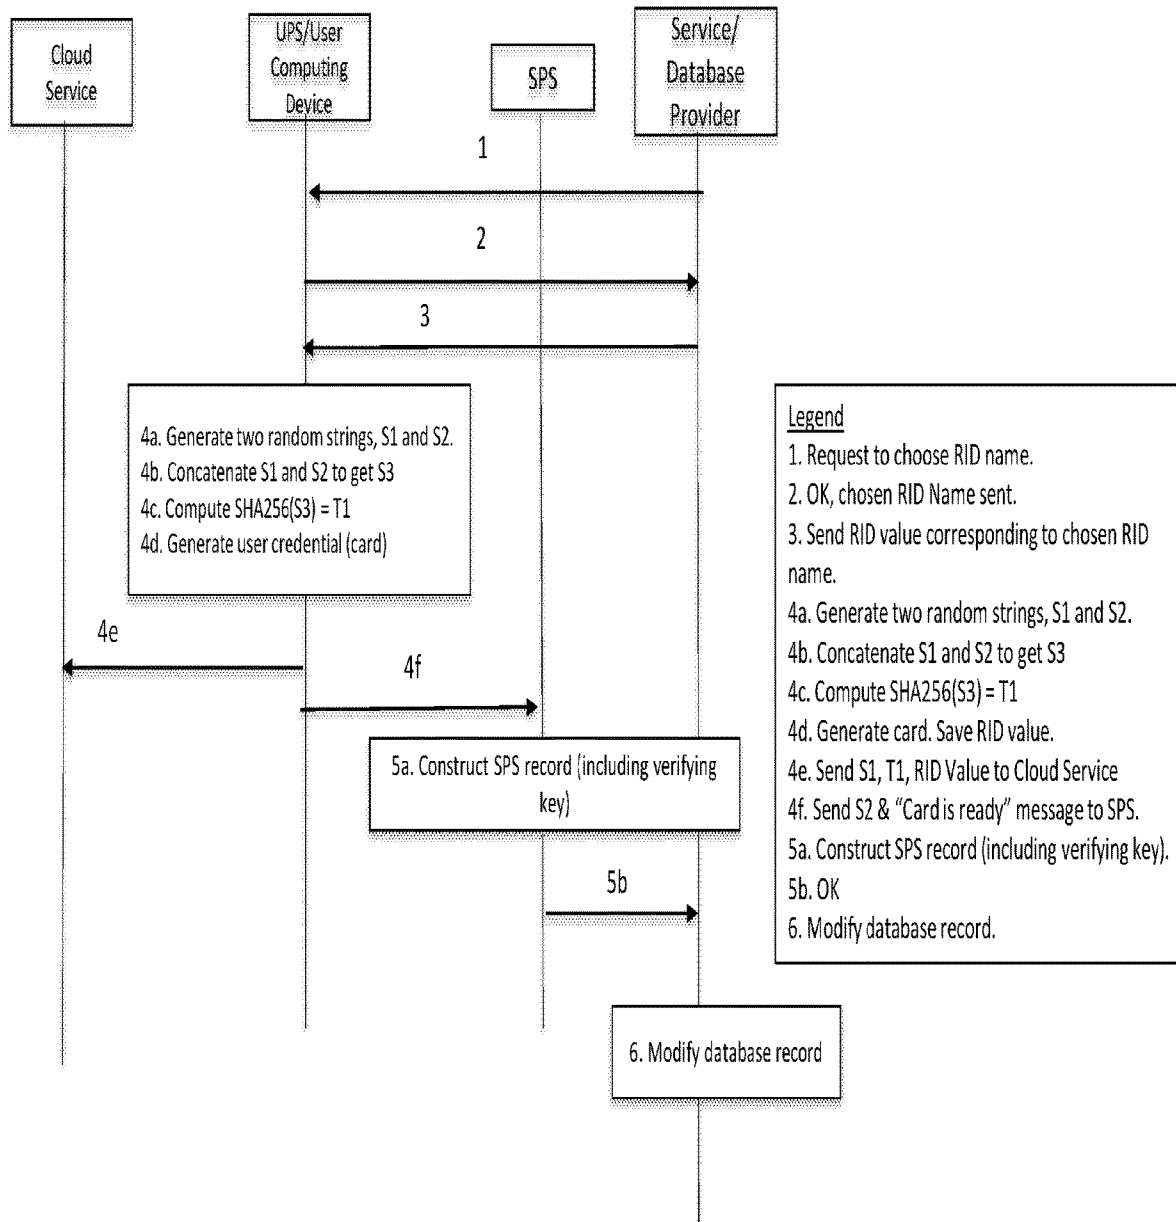 Cloud
Service
UPS/User
Computing
Device
SPS
Service/
Database
Provider
1
2
3
4a. Generate two random strings, S1 and S2.
4b. Concatenate S1 and S2 to get S3
4c. Compute SHA256(S3) = T1
4d. Generate user credential (card)
4e
4f
5a. Construct SPS record (including verifying
key)
5b
6. Modify database record
Legend
1. Request to choose RID name.
2. OK, chosen RID Name sent.
3. Send RID value corresponding to chosen RID
name.
4a. Generate two random strings, S1 and S2.
4b. Concatenate S1 and S2 to get S3
4c. Compute SHA256(S3) = T1
4d. Generate card. Save RID value.
4e. Send S1, T1, RID Value to Cloud Service
4f. Send S2 & “Card is ready” message to SPS.
5a. Construct SPS record (including verifying key).
5b. OK
6. Modify database record.